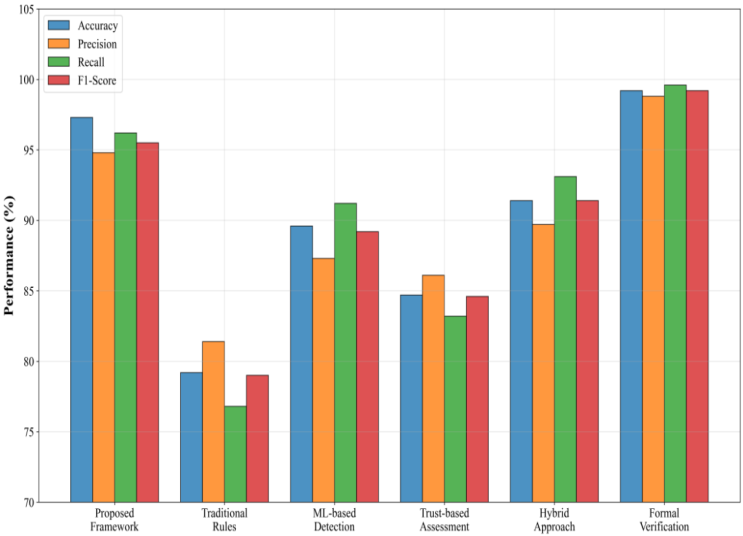 105
100
95
90
85
80
75
70
Performance (%)
Accuracy
Precision
Recall
F1-Score
Proposed
Framework
Traditional
Rules
ML-based
Detection
Trust-based
Assessment
Hybrid
Approach
Formal
Verification